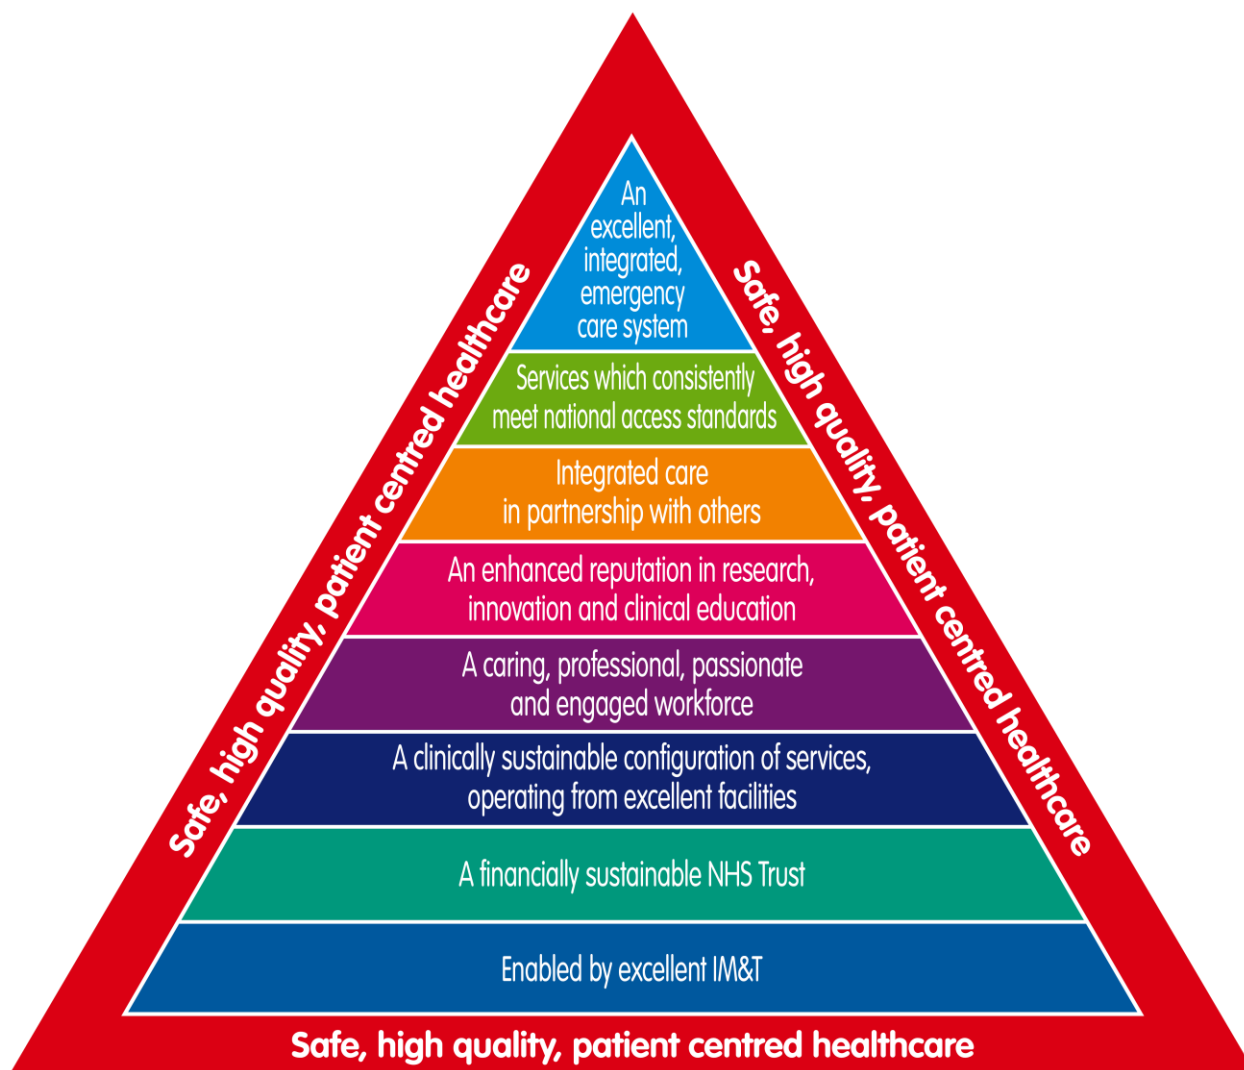 An
excellent,
integrated,
emergency
care system
Services which consistently
meet national access standards
Integrated care
in partnership with others
An enhanced reputation in research,
innovation and clinical education
A caring, professional, passionate
and engaged workforce
A clinically sustainable configuration of services,
operating from excellent facilities
A financially sustainable NHS Trust
Enabled by excellent IM&T
Safe, high quality, patient centred healthcare
Safe, high quality, patient centred healthcare
Safe, high quality, patient centred healthcare